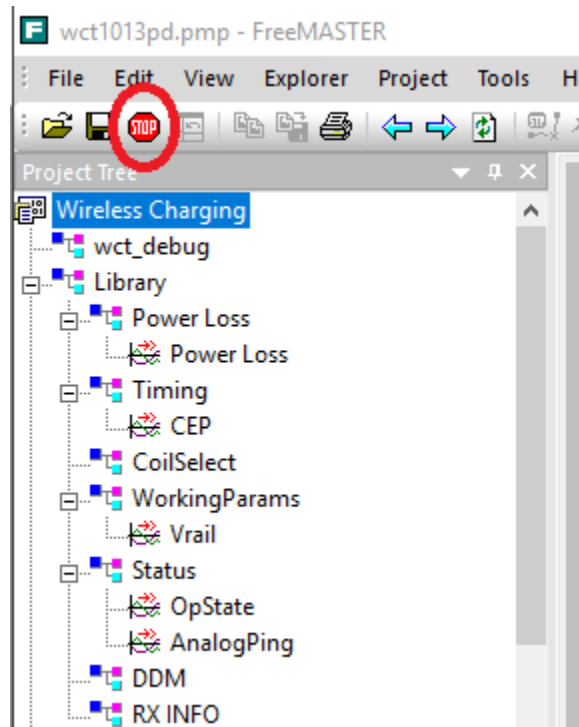 F wct1013pd.pmp - FreeMASTER
File Edit View Explorer Project Tools H
STOP
Project Tree
Wireless Charging
wct_debug
Library
Power Loss
Power Loss
Timing
CEP
CoilSelect
WorkingParams
Vrail
Status
OpState
AnalogPing
DDM
RX INFO